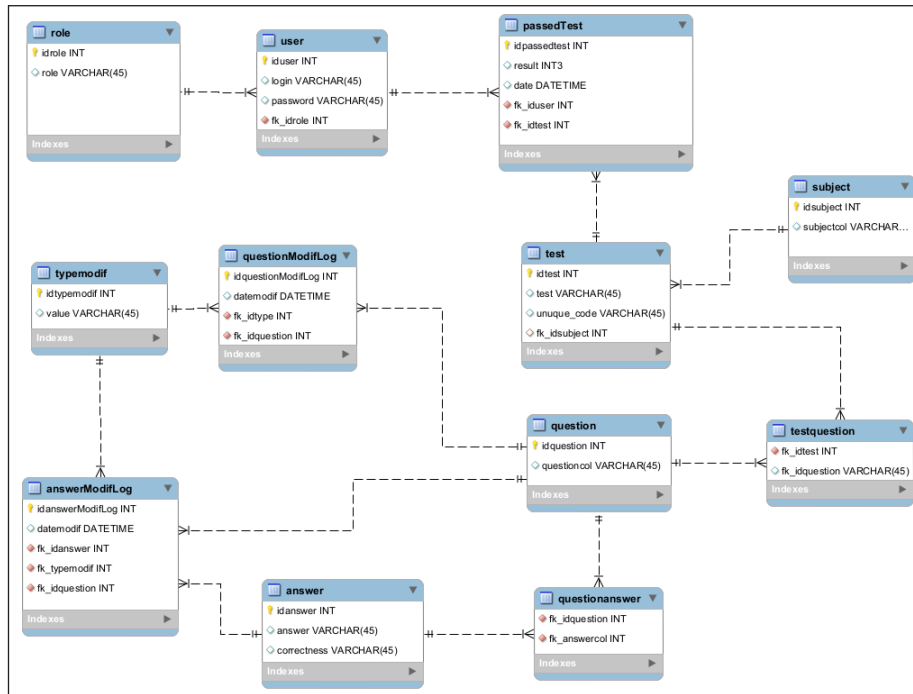 role
idrole INT
role VARCHAR(45)
Indexes
user
iduser INT
login VARCHAR(45)
password VARCHAR(45)
fk_idrole INT
Indexes
passedTest
idpassedtest INT
result INT3
date DATETIME
fk_iduser INT
fk_idtest INT
Indexes
subject
idsubject INT
subjectcol VARCHAR...
Indexes
typemodif
idtypemodif INT
value VARCHAR(45)
Indexes
questionModifLog
idquestionModifLog INT
datemodif DATETIME
fk_idtype INT
fk_idquestion INT
Indexes
test
idtest INT
test VARCHAR(45)
unuque_code VARCHAR(45)
fk_idsubject INT
Indexes
question
idquestion INT
questioncol VARCHAR(45)
Indexes
testquestion
fk_idtest INT
fk_idquestion VARCHAR(45)
Indexes
answerModifLog
idanswerModifLog INT
datemodif DATETIME
fk_idanswer INT
fk_typemodif INT
fk_idquestion INT
Indexes
answer
idanswer INT
answer VARCHAR(45)
correctness VARCHAR(45)
Indexes
questionanswer
fk_idquestion INT
fk_answercol INT
Indexes